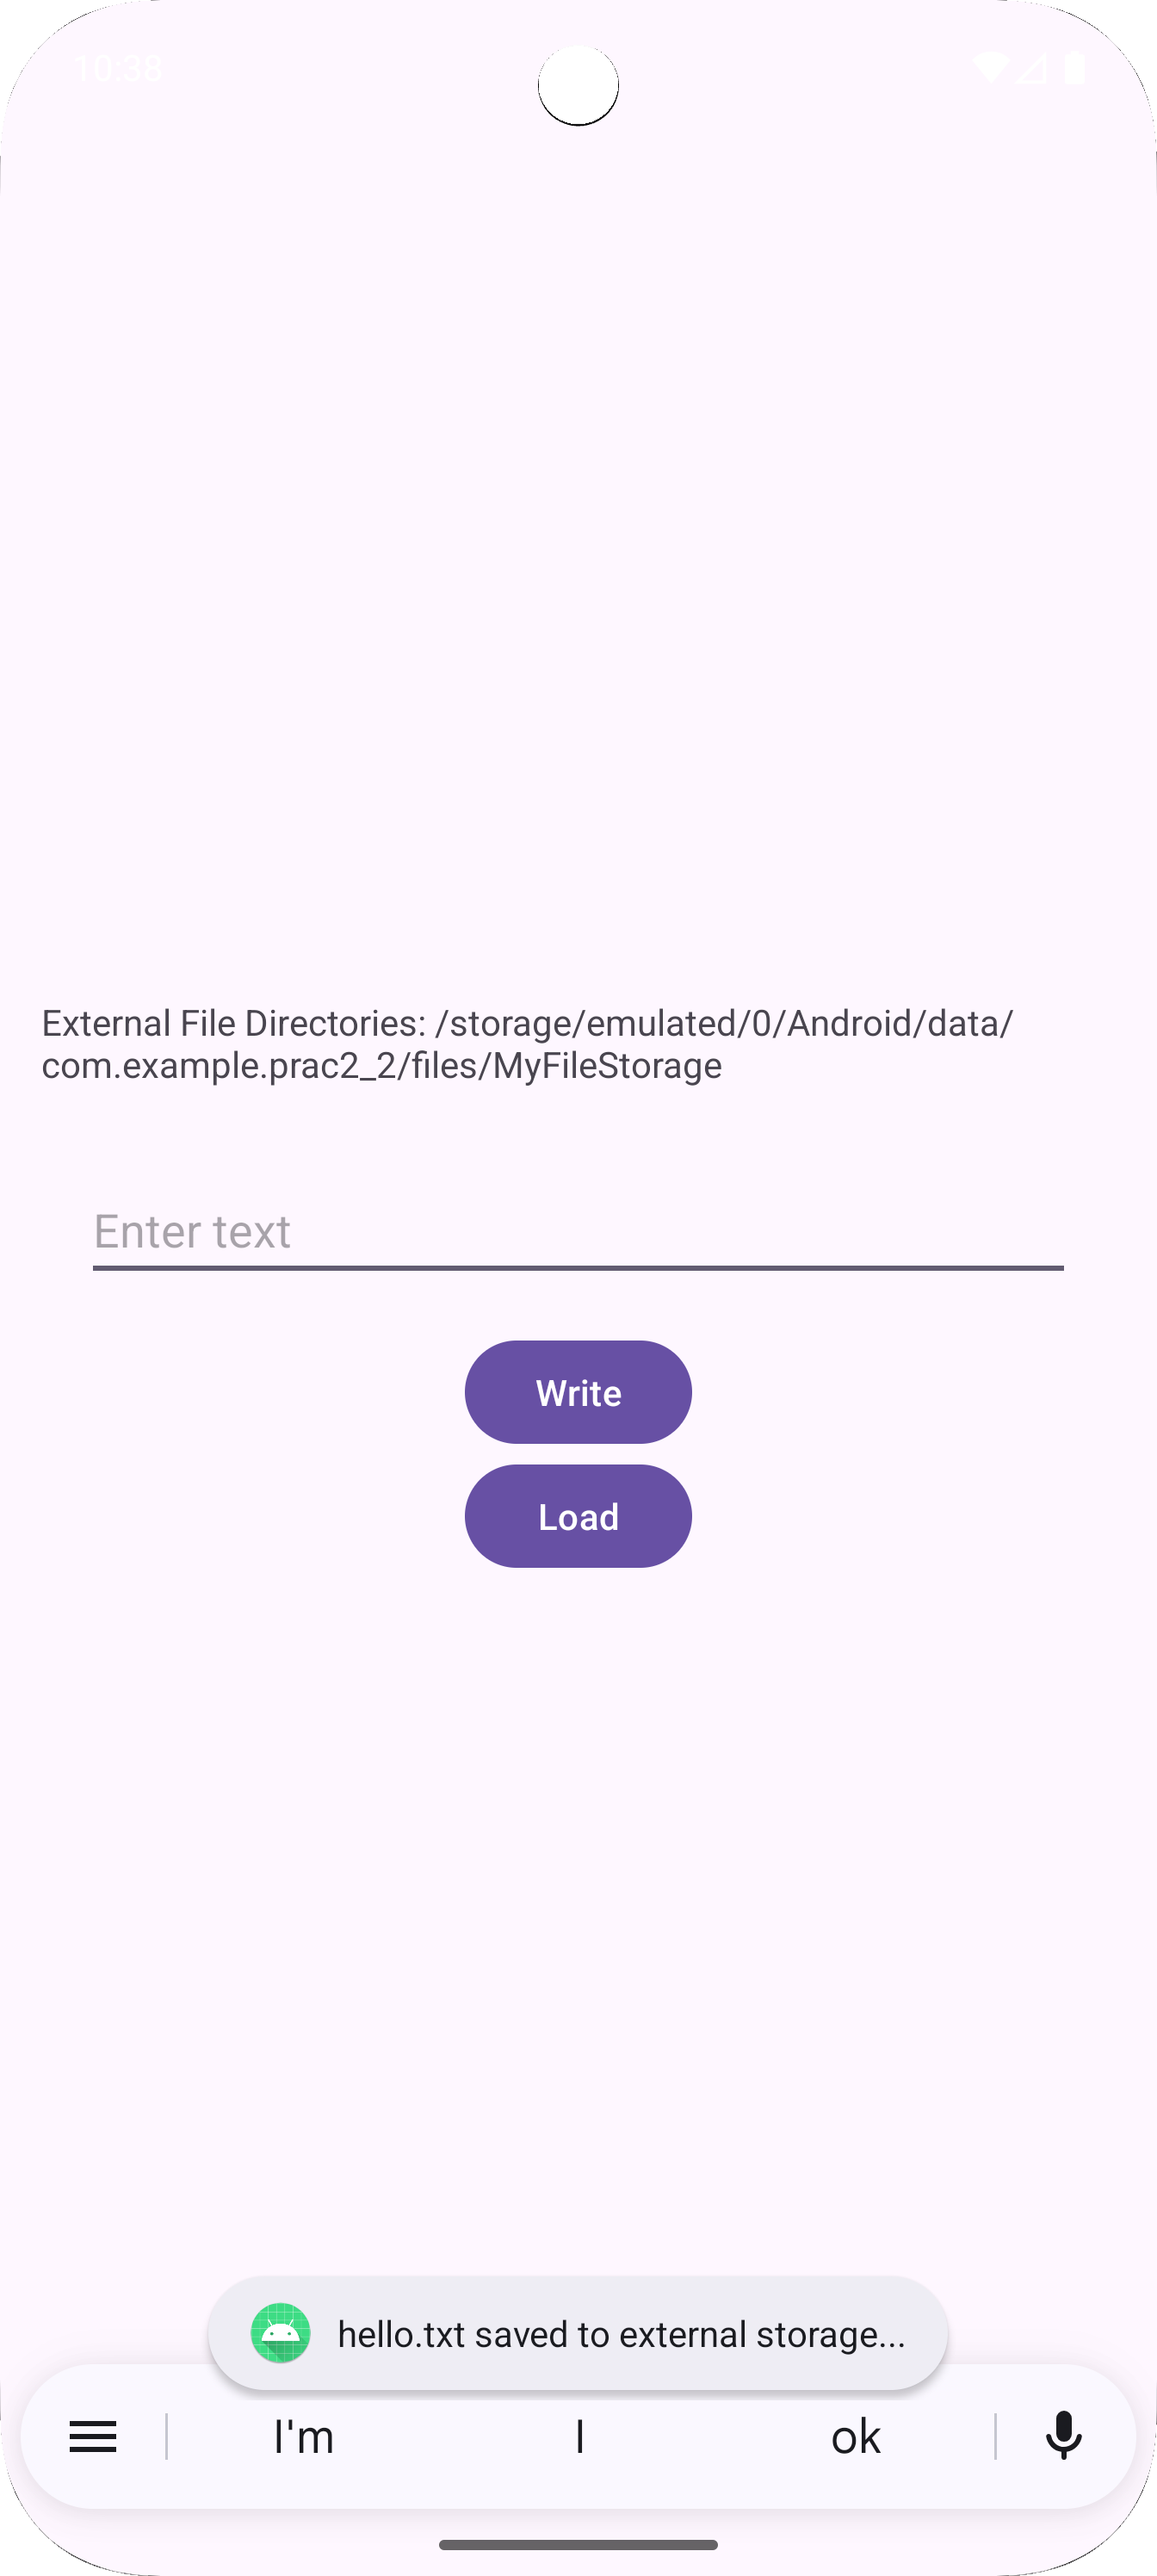 10:38
External File Directories: /storage/emulated/0/Android/data/
com.example.prac2_2/files/MyFileStorage
Enter text
Write
Load
hello.txt saved to external storage...
I'm
I
ok